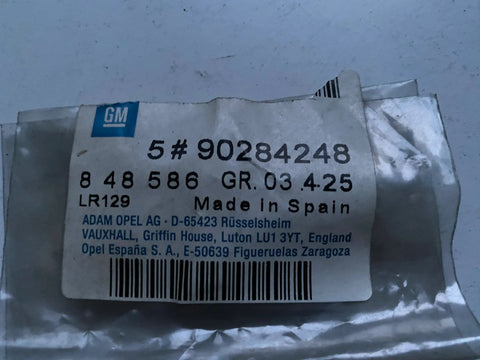 GM
5# 90284248
8 48 586 GR. 03.425
LR129 Made in Spain
ADAM OPEL AG · D-65423 Rüsselsheim
VAUXHALL, Griffin House, Luton LU1 3YT, England
Opel España S. A., E-50639 Figueruelas Zaragoza